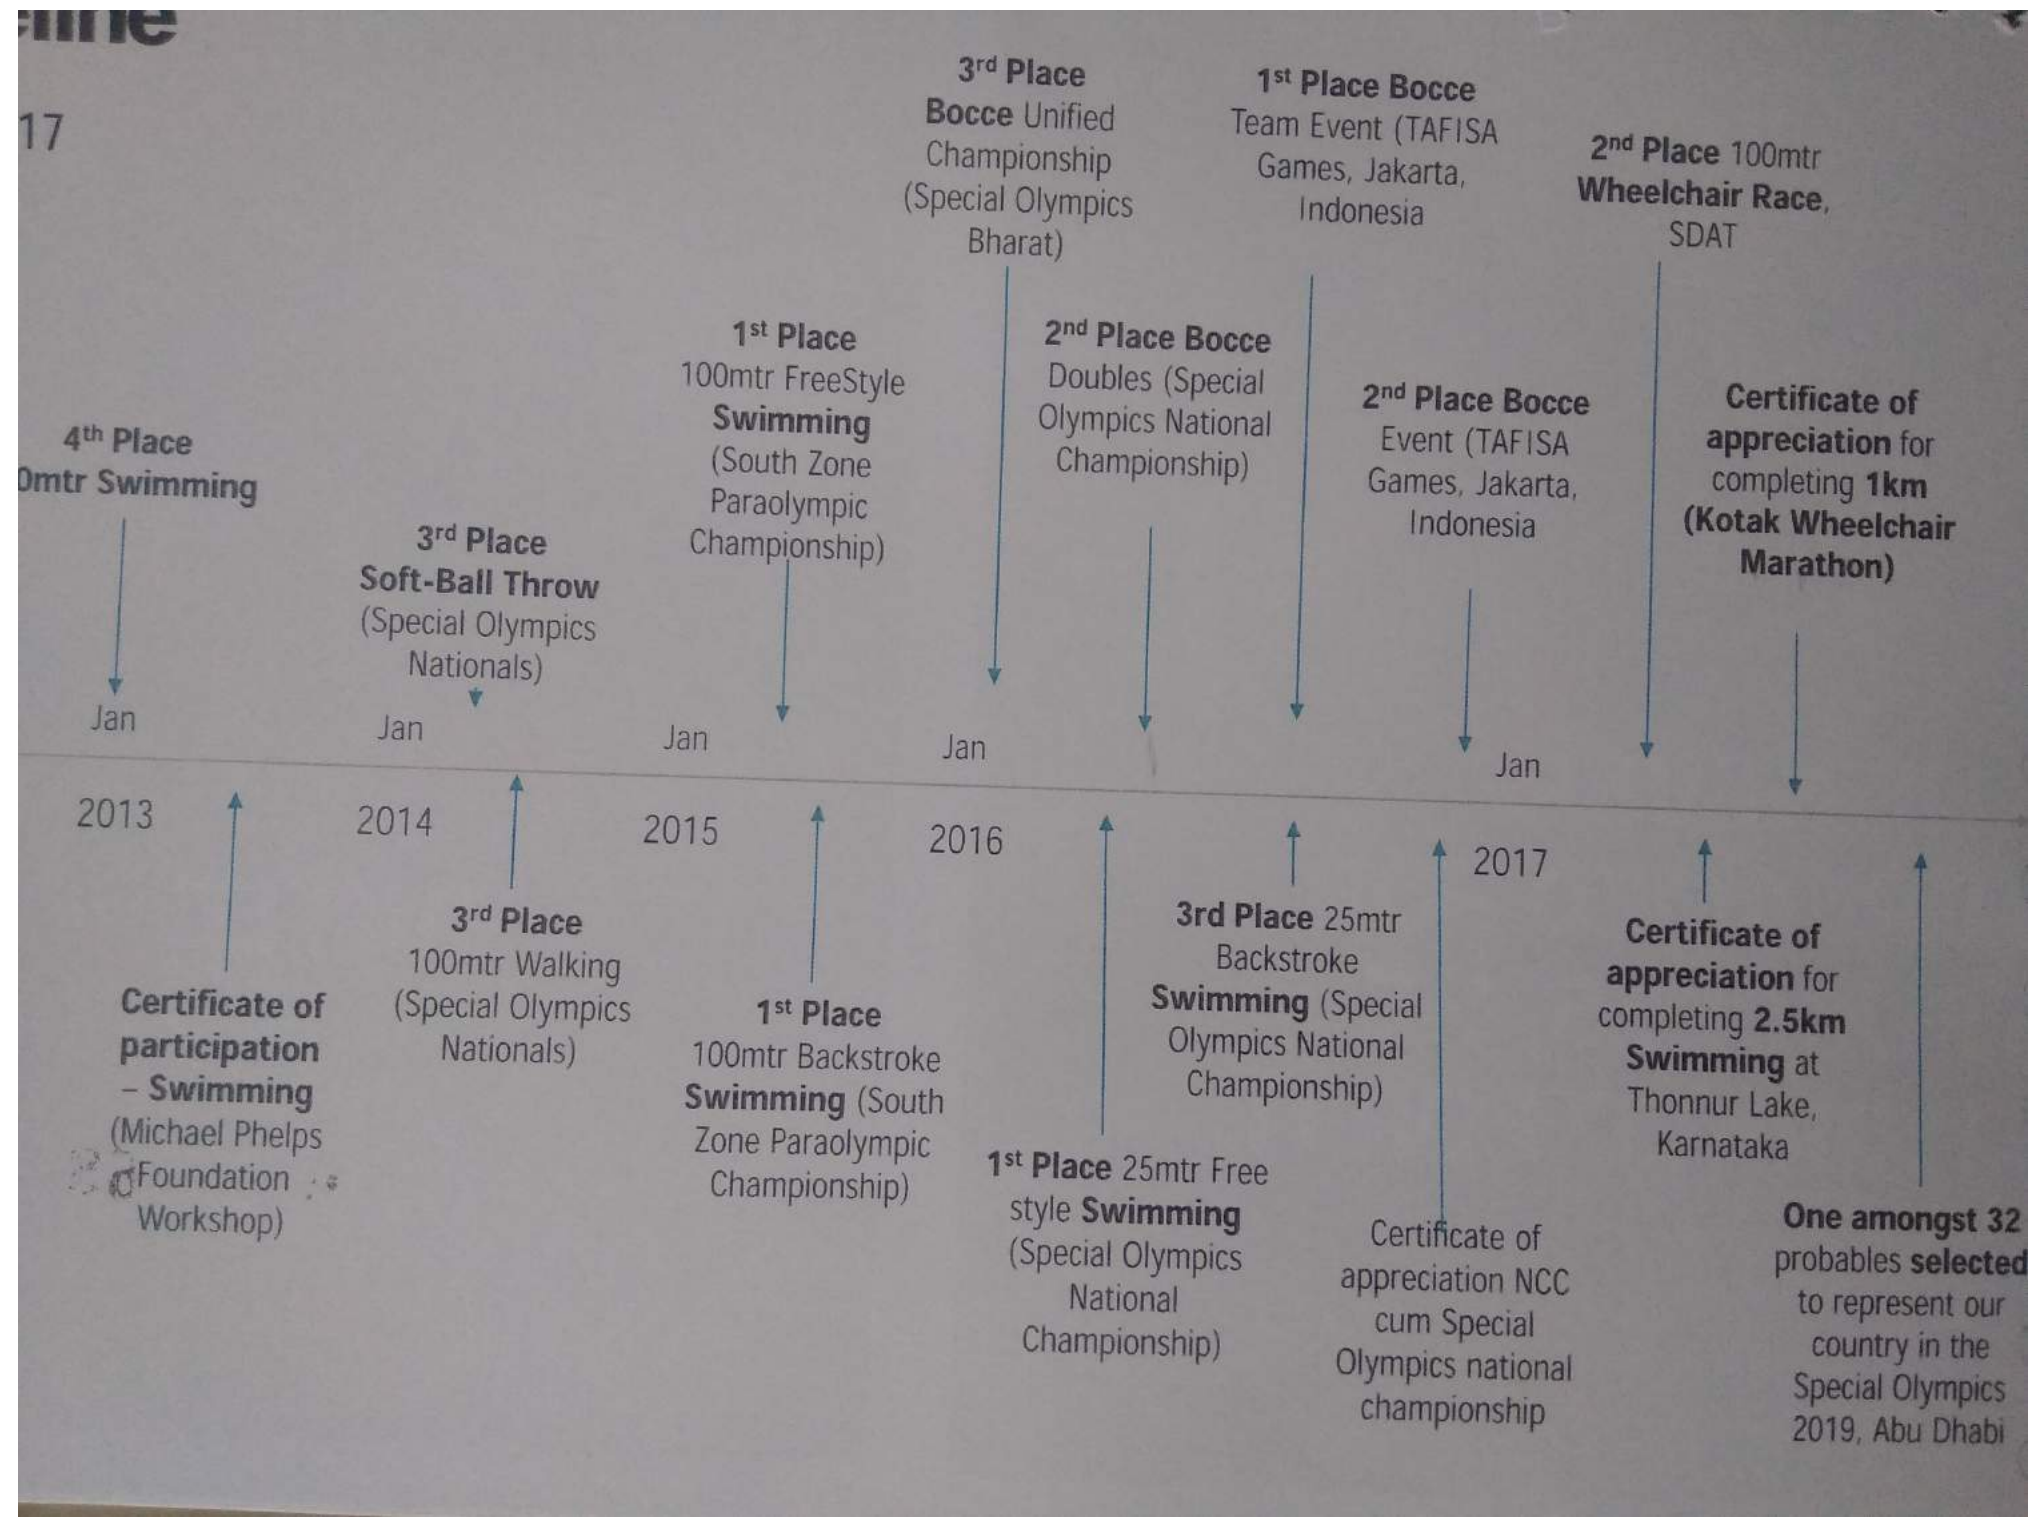 17
3rd Place
Bocce Unified
Championship
(Special Olympics
Bharat)
1st Place Bocce
Team Event (TAFISA
Games, Jakarta,
Indonesia
2nd Place 100mtr
Wheelchair Race,
SDAT
4th Place
0mtr Swimming
3rd Place
Soft-Ball Throw
(Special Olympics
Nationals)
1st Place
100mtr FreeStyle
Swimming
(South Zone
Paraolympic
Championship)
2nd Place Bocce
Doubles (Special
Olympics National
Championship)
2nd Place Bocce
Event (TAFISA
Games, Jakarta,
Indonesia
Certificate of
appreciation for
completing 1km
(Kotak Wheelchair
Marathon)
Jan
Jan
Jan
Jan
Jan
2013
2014
2015
2016
2017
Certificate of
participation
– Swimming
(Michael Phelps
Foundation
Workshop)
3rd Place
100mtr Walking
(Special Olympics
Nationals)
1st Place
100mtr Backstroke
Swimming (South
Zone Paraolympic
Championship)
1st Place 25mtr Free
style Swimming
(Special Olympics
National
Championship)
3rd Place 25mtr
Backstroke
Swimming (Special
Olympics National
Championship)
Certificate of
appreciation NCC
cum Special
Olympics national
championship
Certificate of
appreciation for
completing 2.5km
Swimming at
Thonnur Lake,
Karnataka
One amongst 32
probables selected
to represent our
country in the
Special Olympics
2019, Abu Dhabi